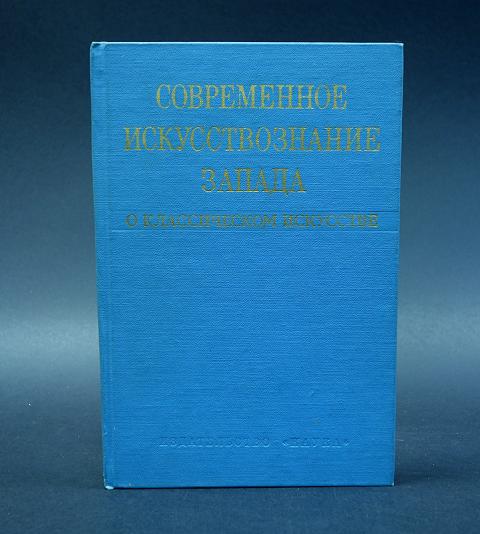 СОВРЕМЕННОЕ
ИСКУССТВОЗНАНИЕ
ЗАПАДА
О КЛАССИЧЕСКОМ ИСКУССТВЕ
ИЗДАТЕЛЬСТВО «НАУКА»